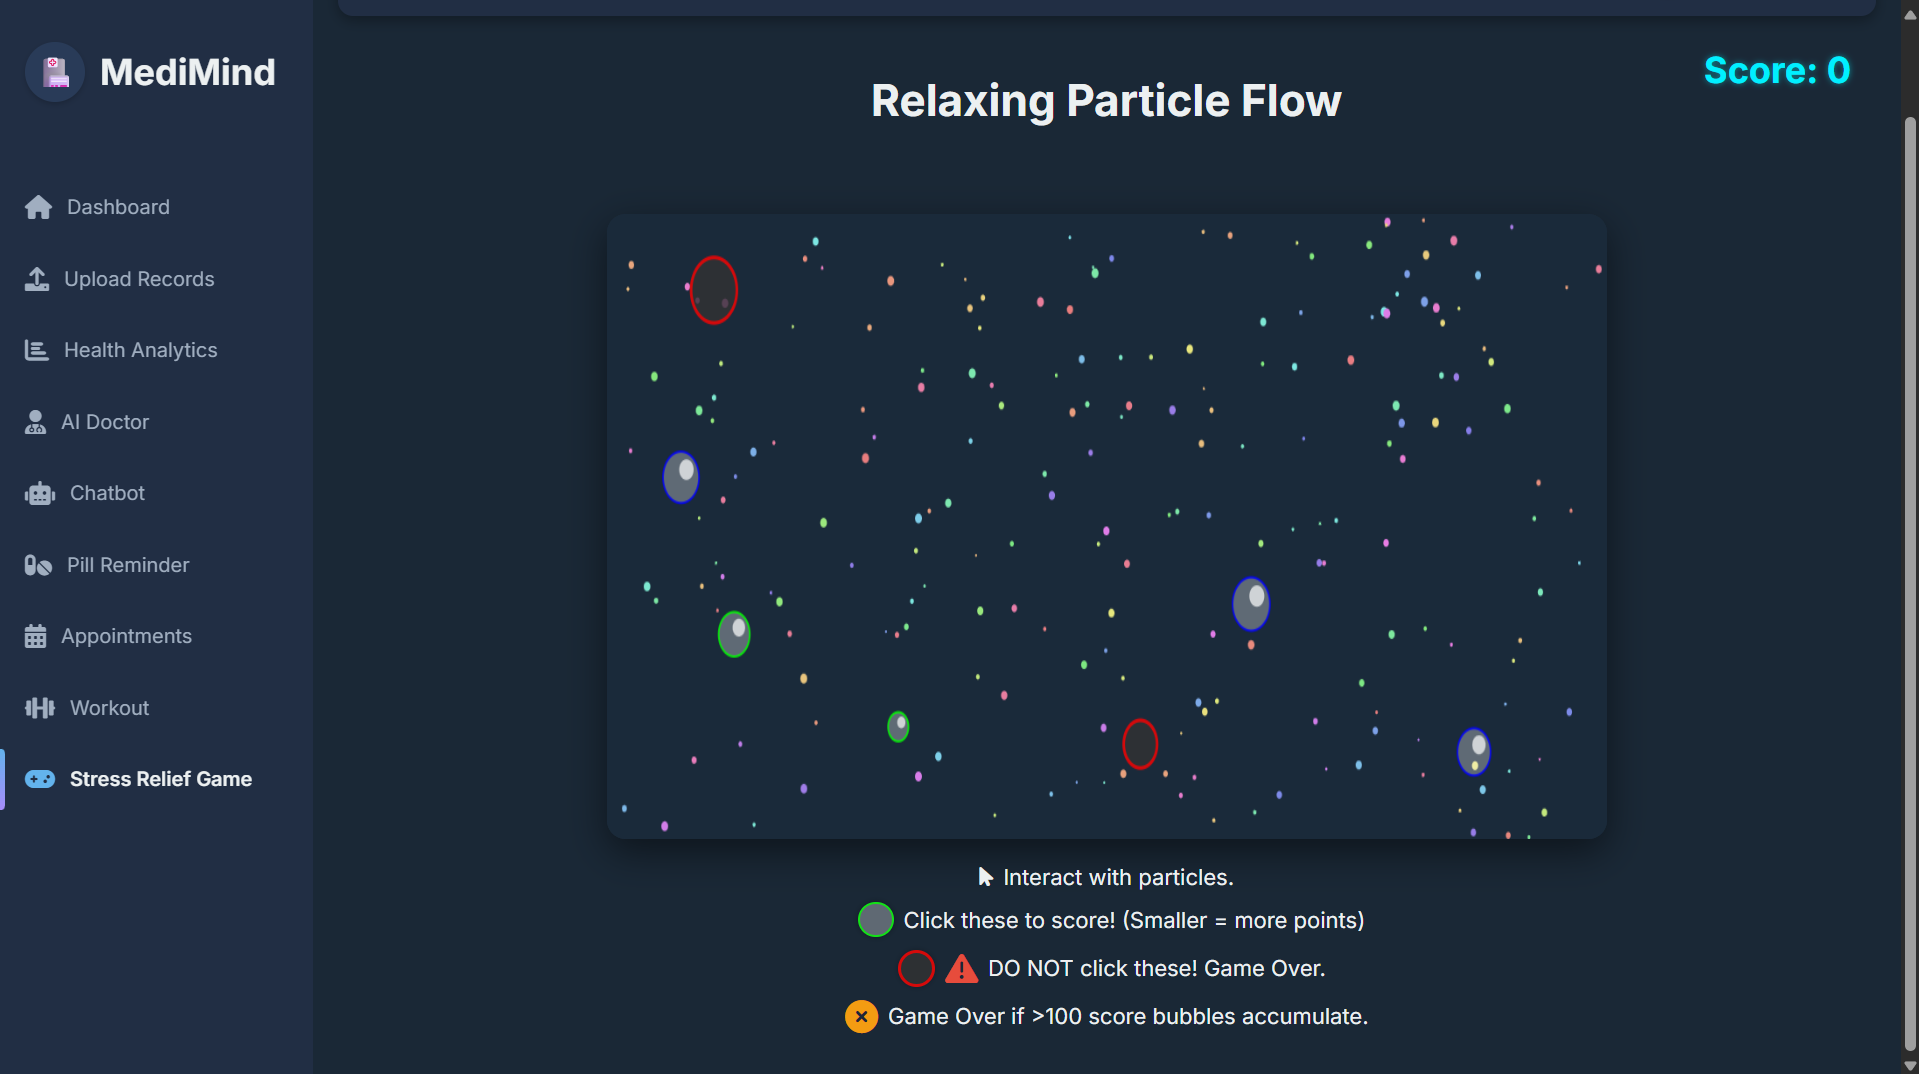 MediMind
Dashboard
Upload Records
Health Analytics
AI Doctor
Chatbot
Pill Reminder
Appointments
Workout
Stress Relief Game
Score: 0
Relaxing Particle Flow
Interact with particles.
Click these to score! (Smaller = more points)
DO NOT click these! Game Over.
Game Over if >100 score bubbles accumulate.